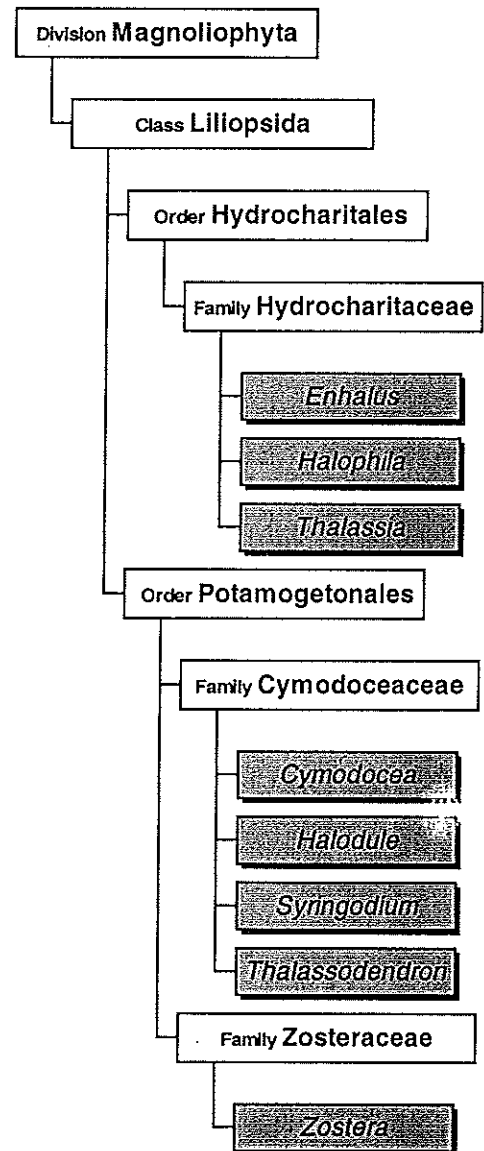 Division Magnoliophyta
Class Liliopsida
Order Hydrocharitales
Family Hydrocharitaceae
Enhalus
Halophila
Thalassia
Order Potamogetonales
Family Cymodoceaceae
Cymodocea
Halodule
Syringodium
Thalassodendron
Family Zosteraceae
Zostera